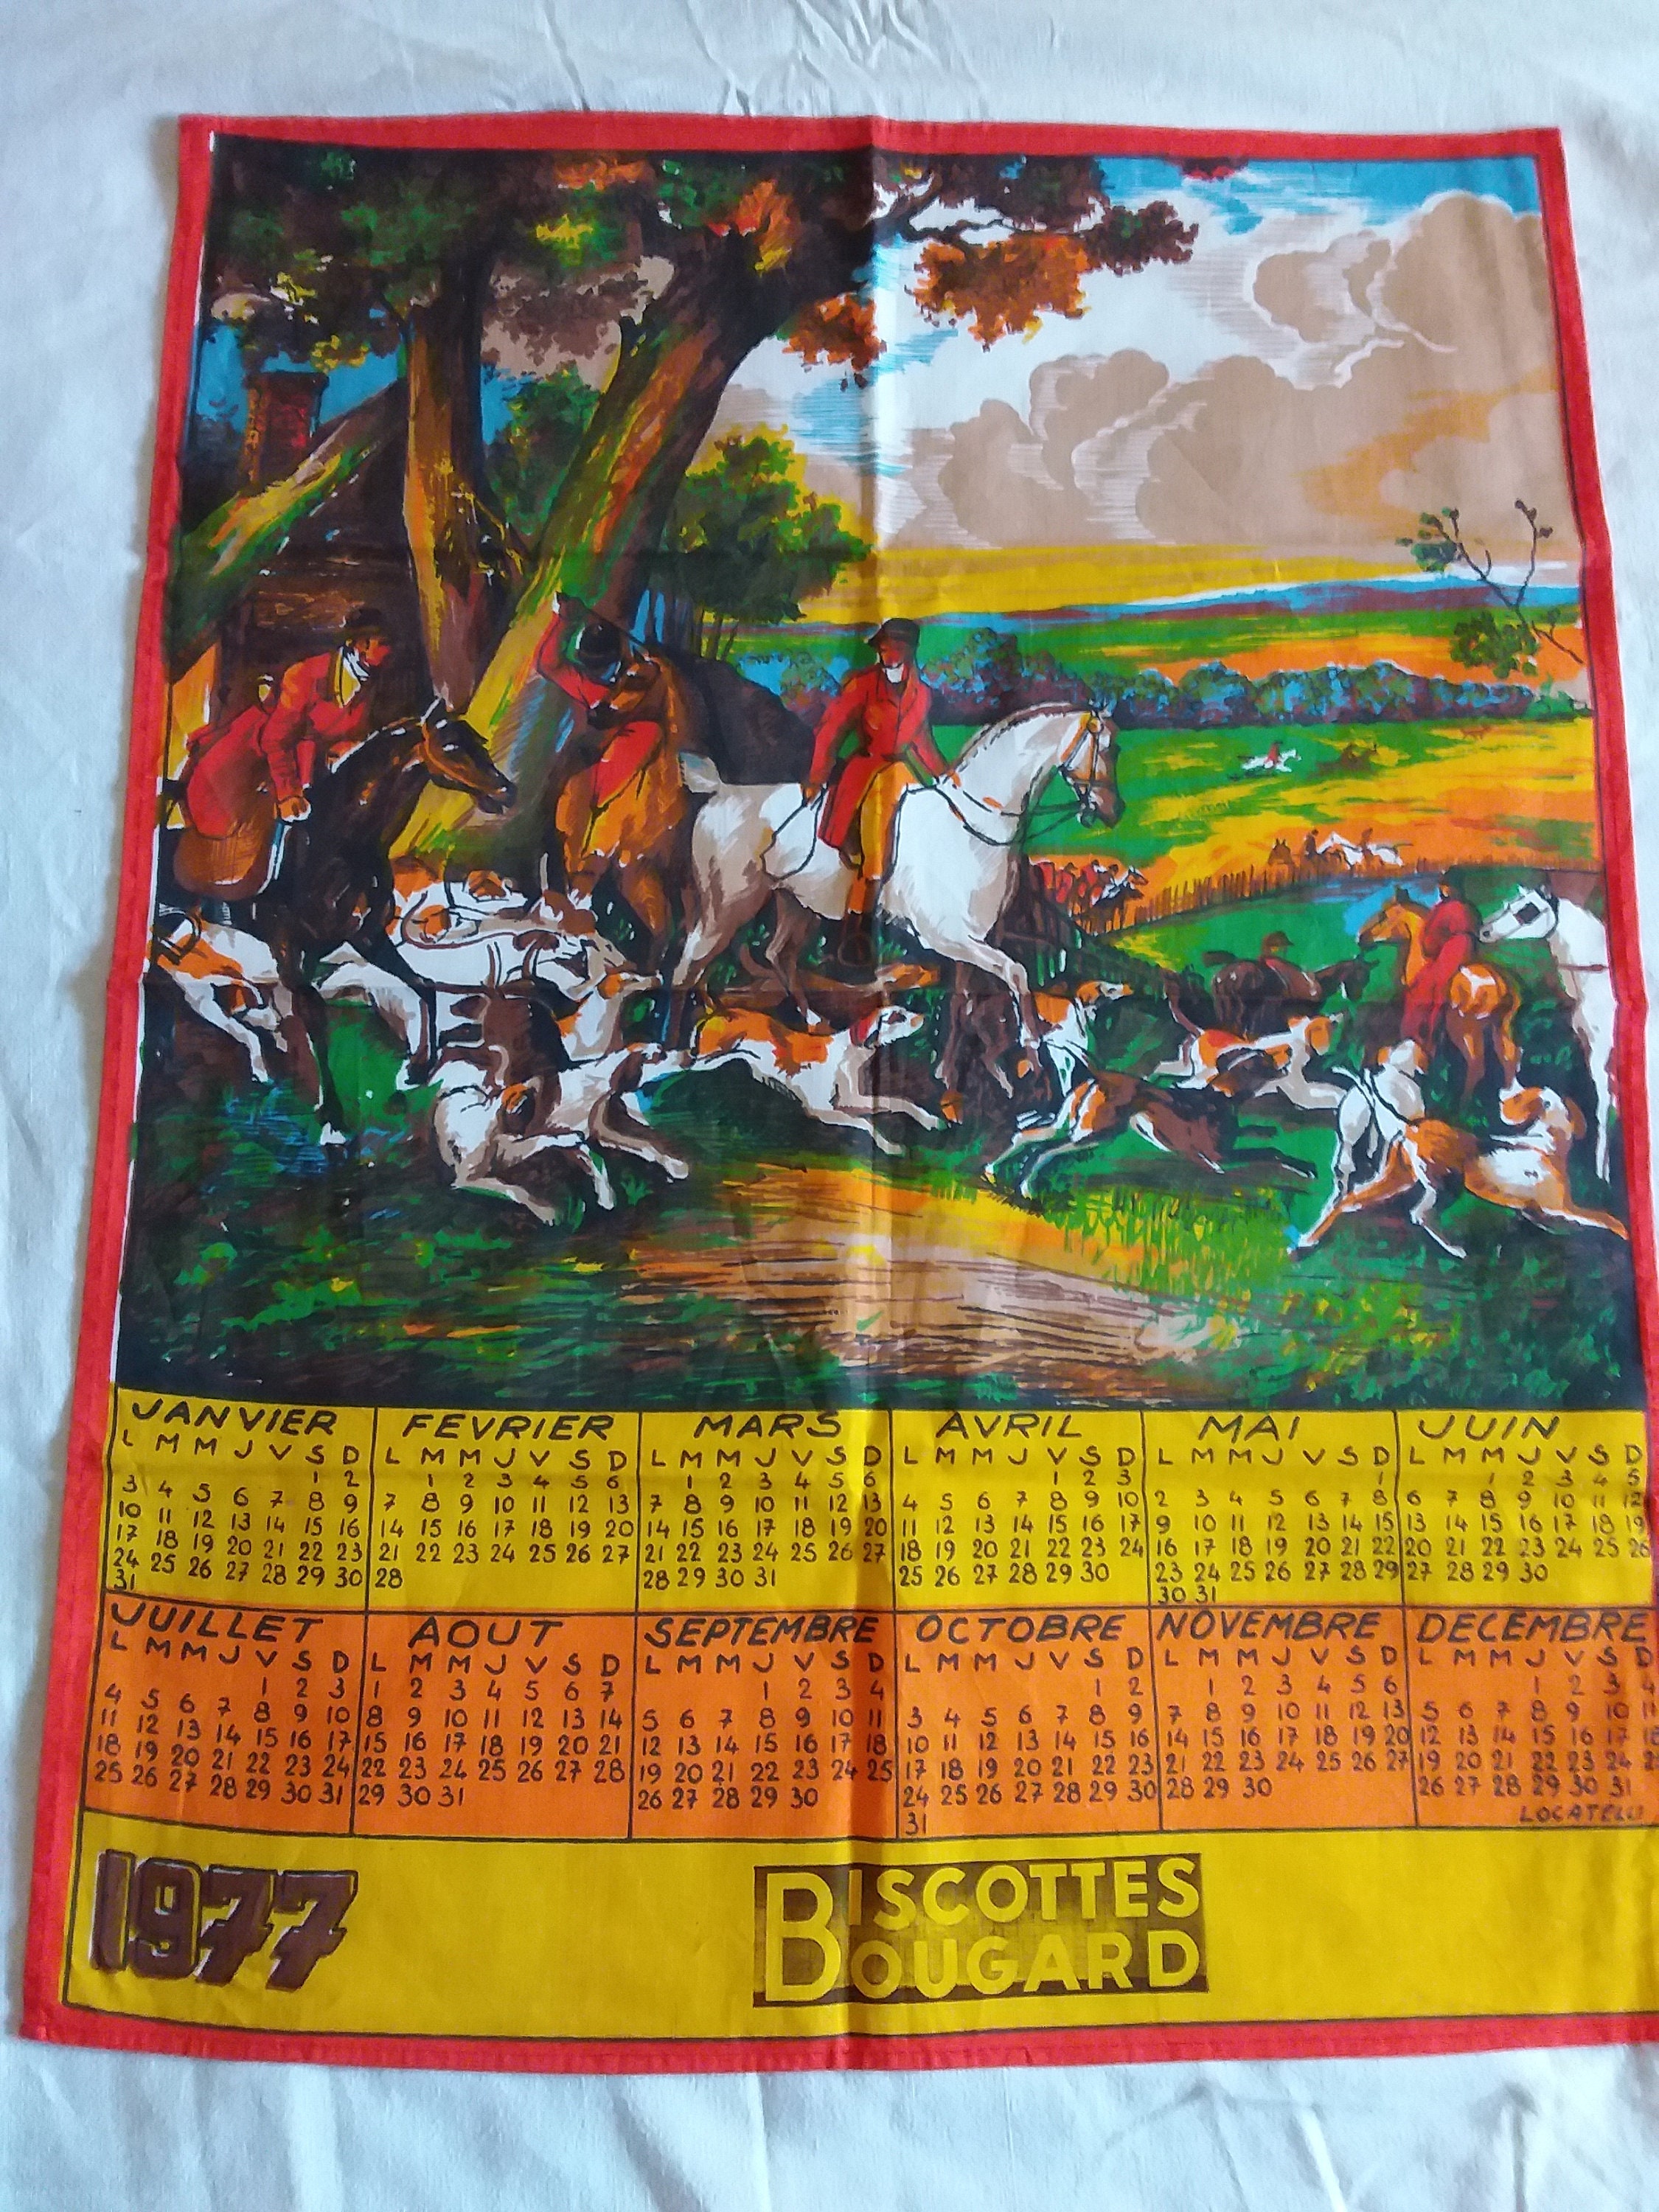 JANVIER FEVRIER MARS AVRIL MAI JUIN
L M M J V S D L M M J V S D L M M J V S D L M M J V S D L M M J V S D L M M J V S D
1 2 1 2 3 4 5 6 1 2 3 4 5 6 1 2 3 1 1 2 3 4 5
3 4 5 6 7 8 9 7 8 9 10 11 12 13 7 8 9 10 11 12 13 4 5 6 7 8 9 10 2 3 4 5 6 7 8 6 7 8 9 10 11 12
10 11 12 13 14 15 16 14 15 16 17 18 19 20 14 15 16 17 18 19 20 11 12 13 14 15 16 17 9 10 11 12 13 14 15 13 14 15 16 17 18 19
17 18 19 20 21 22 23 21 22 23 24 25 26 27 21 22 23 24 25 26 27 18 19 20 21 22 23 24 16 17 18 19 20 21 22 20 21 22 23 24 25 26
24 25 26 27 28 29 30 28 28 29 30 31 25 26 27 28 29 30 23 24 25 26 27 28 29 27 28 29 30
31 30 31
JUILLET AOUT SEPTEMBRE OCTOBRE NOVEMBRE DECEMBRE
L M M J V S D L M M J V S D L M M J V S D L M M J V S D L M M J V S D L M M J V S D
1 2 3 1 2 3 4 5 6 7 1 2 3 4 1 2 1 2 3 4 5 6 1 2 3 4
4 5 6 7 8 9 10 8 9 10 11 12 13 14 5 6 7 8 9 10 11 3 4 5 6 7 8 9 7 8 9 10 11 12 13 5 6 7 8 9 10 11
11 12 13 14 15 16 17 15 16 17 18 19 20 21 12 13 14 15 16 17 18 10 11 12 13 14 15 16 14 15 16 17 18 19 20 12 13 14 15 16 17 18
18 19 20 21 22 23 24 22 23 24 25 26 27 28 19 20 21 22 23 24 25 17 18 19 20 21 22 23 21 22 23 24 25 26 27 19 20 21 22 23 24
25 26 27 28 29 30 31 29 30 31 26 27 28 29 30 24 25 26 27 28 29 30 28 29 30 26 27 28 29 30 31
31
1977
BISCOTTES
BOUGARD